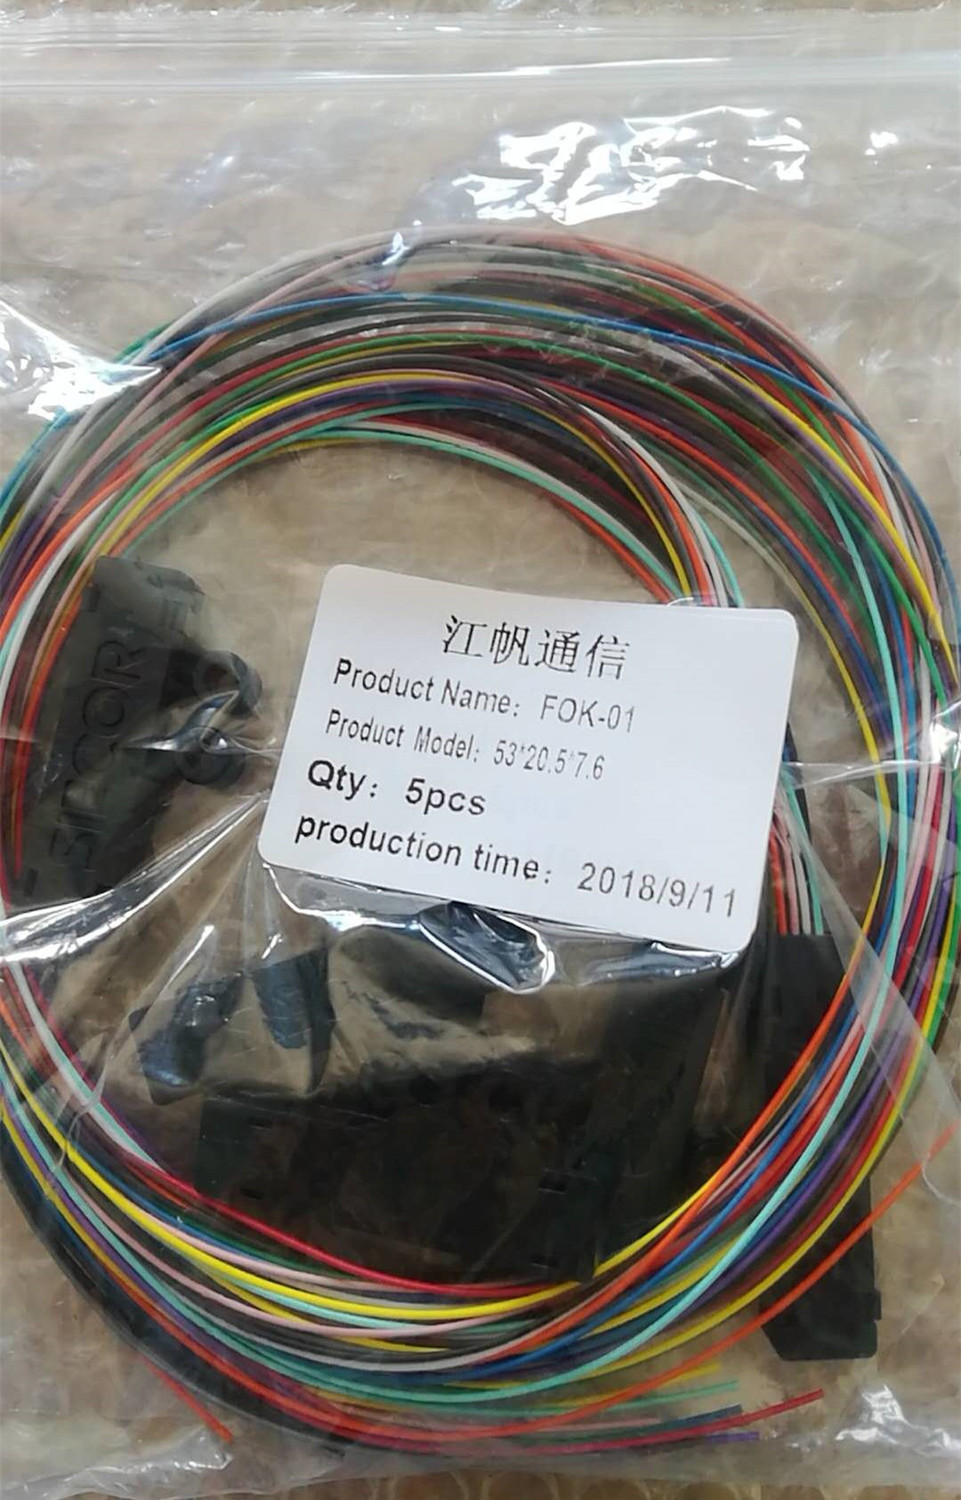 江帆通信
Product Name： FOK-01
Product Model： 53*20.5*7.6
Qty： 5pcs
production time： 2018/9/11
SIECOR